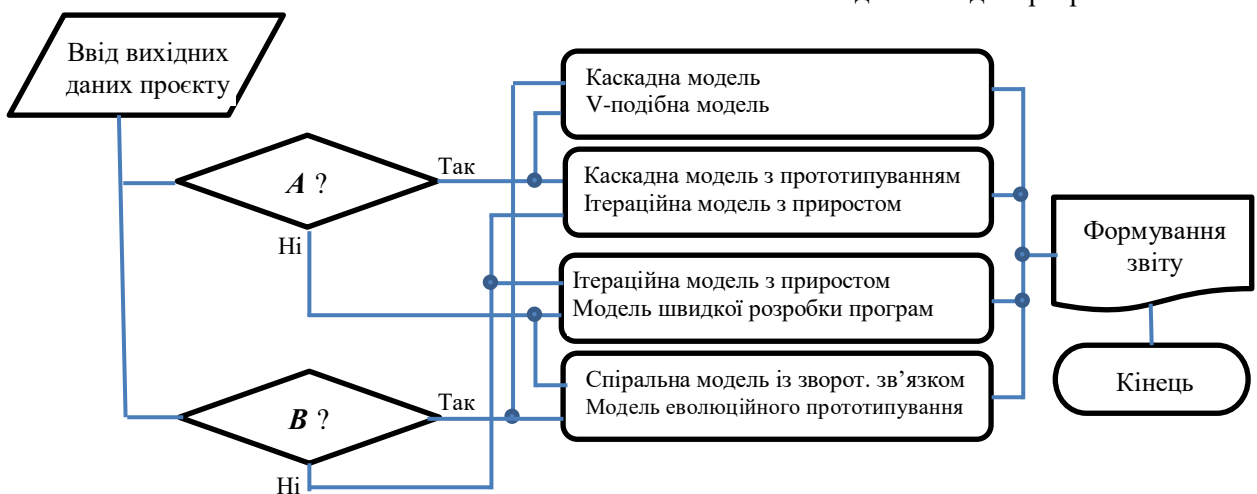 Ввід вихідних
даних проєкту
Каскадна модель
V-подібна модель
А ?
Так
Ні
Каскадна модель з прототипуванням
Ітераційна модель з приростом
Формування
звіту
Ітераційна модель з приростом
Модель швидкої розробки програм
В ?
Так
Ні
Спіральна модель із зворот. зв’язком
Модель еволюційного прототипування
Кінець